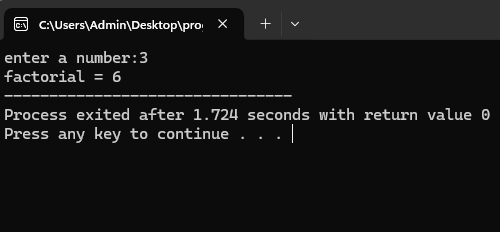 C:\Users\Admin\Desktop\prog
enter a number:3
factorial = 6
--------------------------------
Process exited after 1.724 seconds with return value 0
Press any key to continue . . .